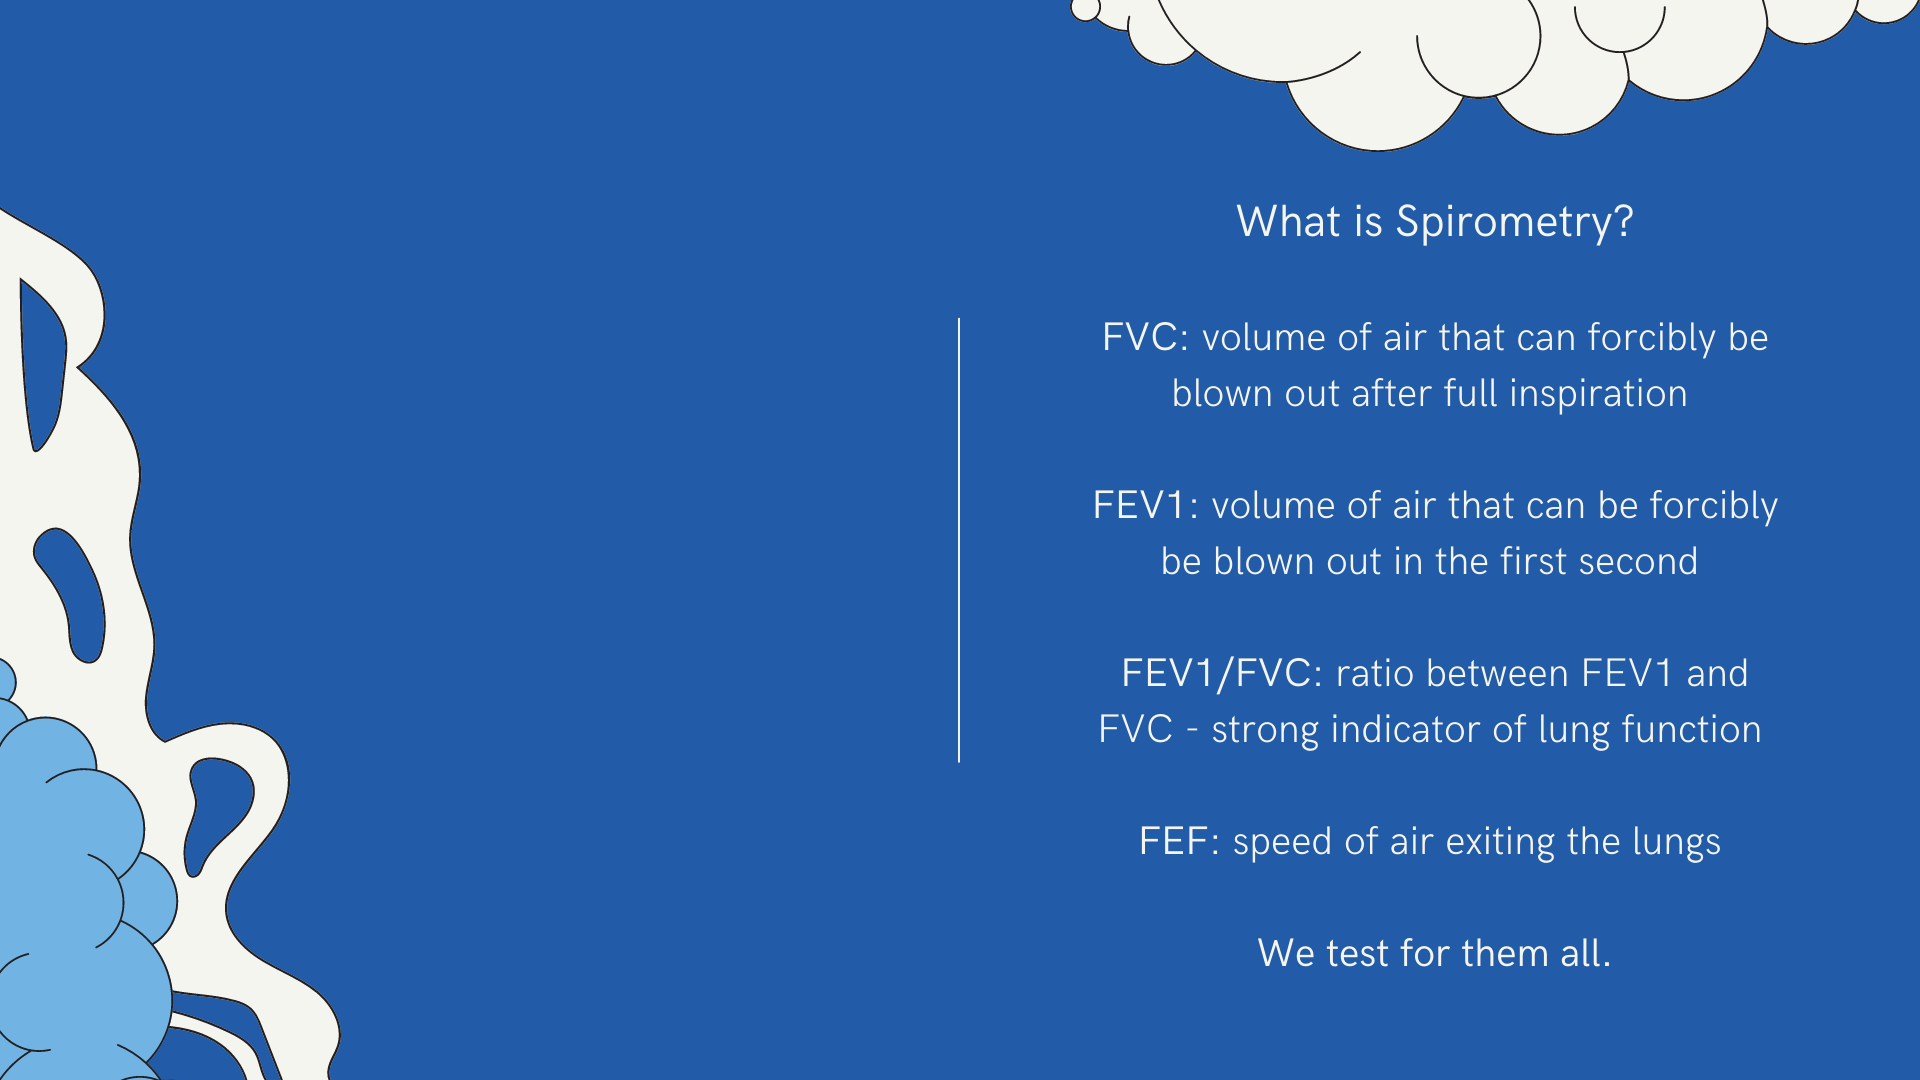 What is Spirometry?
FVC: volume of air that can forcibly be
blown out after full inspiration
FEV1: volume of air that can be forcibly
be blown out in the first second
FEV1/FVC: ratio between FEV1 and
FVC - strong indicator of lung function
FEF: speed of air exiting the lungs
We test for them all.